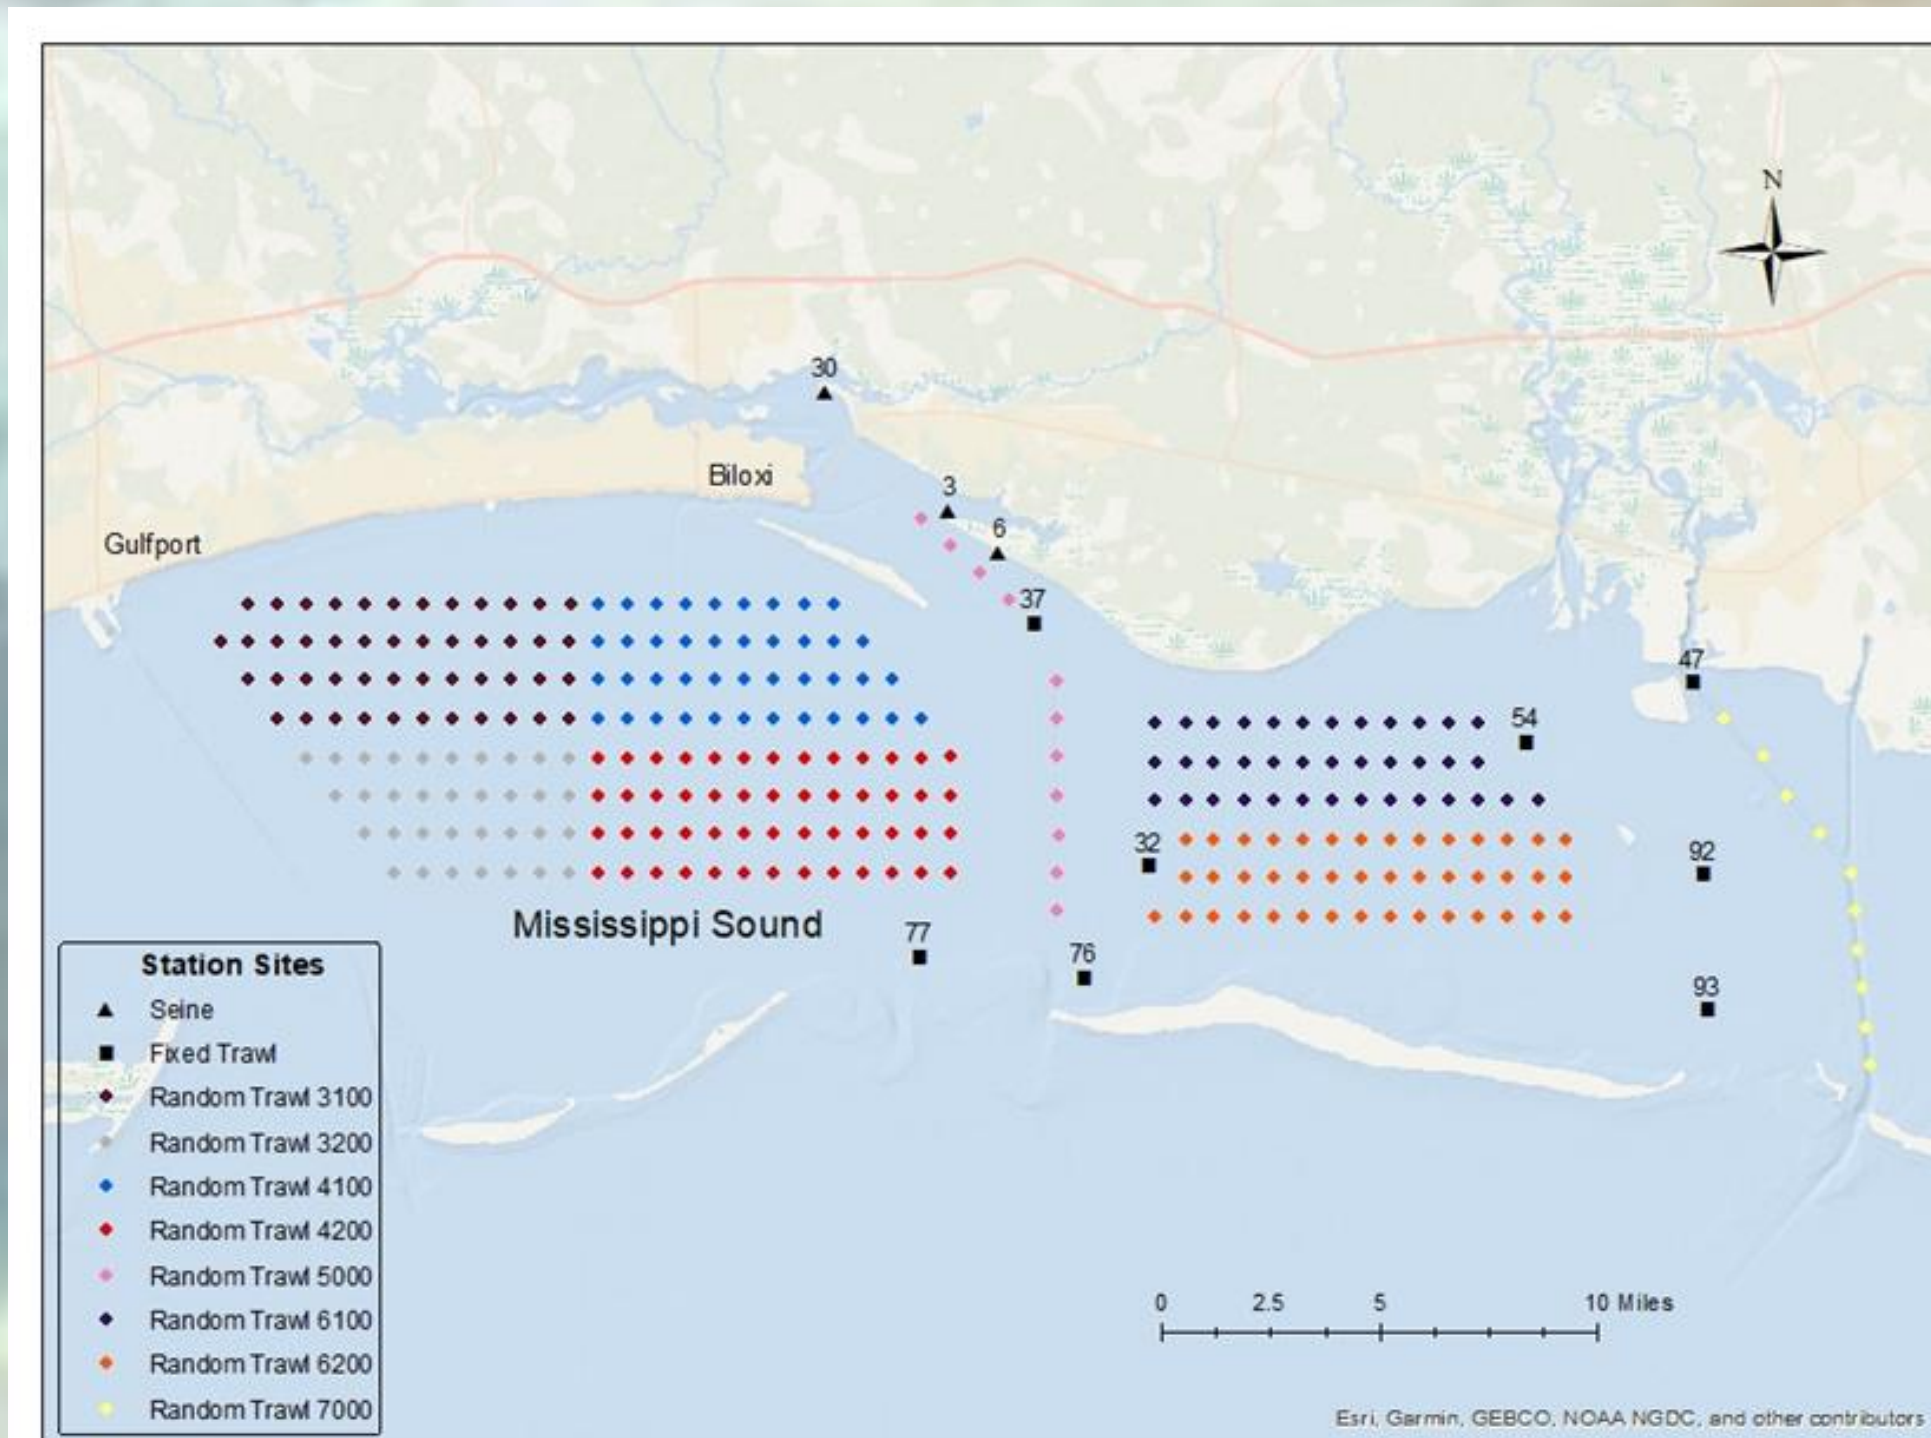 N
30
Biloxi
3
6
Gulfport
37
47
54
32
92
Mississippi Sound
77
76
93
Station Sites
Seine
Fixed Trawl
Random Trawl 3100
Random Trawl 3200
Random Trawl 4100
Random Trawl 4200
Random Trawl 5000
Random Trawl 6100
Random Trawl 6200
Random Trawl 7000
0 2.5 5 10 Miles
Esri, Garmin, GEBCO, NOAA NGDC, and other contributors